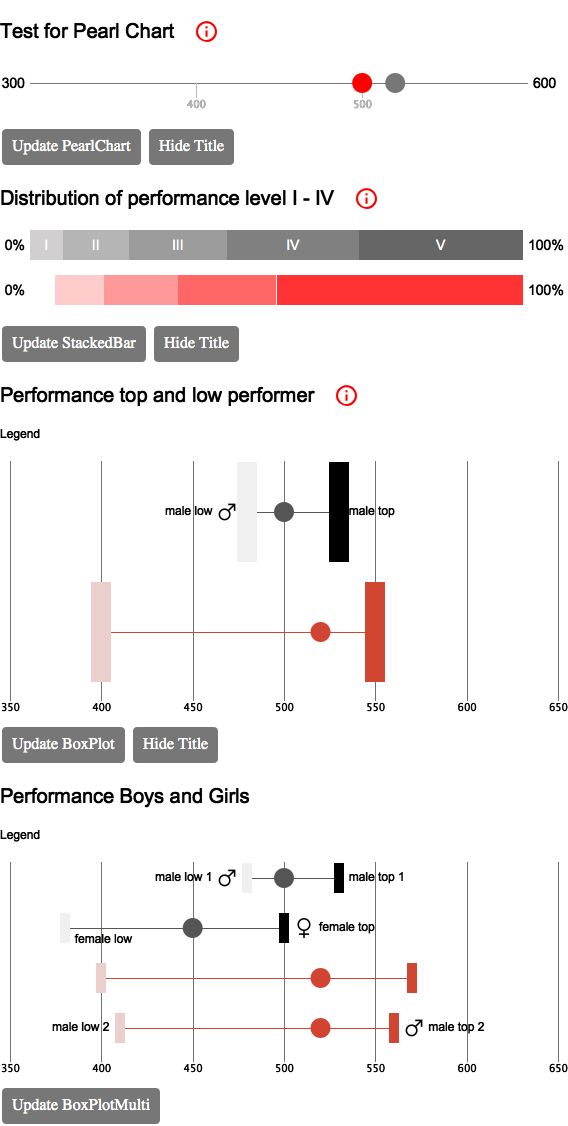 Test for Pearl Chart
300 600
400 500
Update PearlChart Hide Title
Distribution of performance level I - IV
0% I II III IV V 100%
0% 100%
Update StackedBar Hide Title
Performance top and low performer
Legend
male low male top
350 400 450 500 550 600 650
Update BoxPlot Hide Title
Performance Boys and Girls
Legend
male low 1 male top 1
female low female top
male low 2 male top 2
350 400 450 500 550 600 650
Update BoxPlotMulti